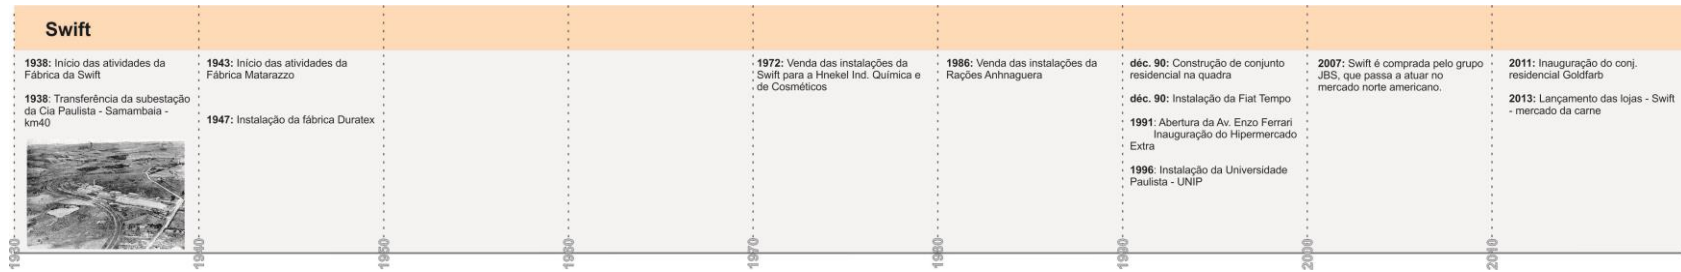 Swift
1938: Início das atividades da
Fábrica da Swift
1938: Transferência da subestação
da Cia Paulista - Samambaia -
km40
1943: Início das atividades da
Fábrica Matarazzo
1947: Instalação da fábrica Duratex
1972: Venda das instalações da
Swift para a Hnekel Ind. Química e
de Cosméticos
1986: Venda das instalações da
Rações Anhnaguera
déc. 90: Construção de conjunto
residencial na quadra
déc. 90: Instalação da Fiat Tempo
1991: Abertura da Av. Enzo Ferrari
Inauguração do Hipermercado
Extra
1996: Instalação da Universidade
Paulista - UNIP
2007: Swift é comprada pelo grupo
JBS, que passa a atuar no
mercado norte americano.
2011: Inauguração do conj.
residencial Goldfarb
2013: Lançamento das lojas - Swift
- mercado da carne
1930
1940
1950
1960
1970
1980
1990
2000
2010